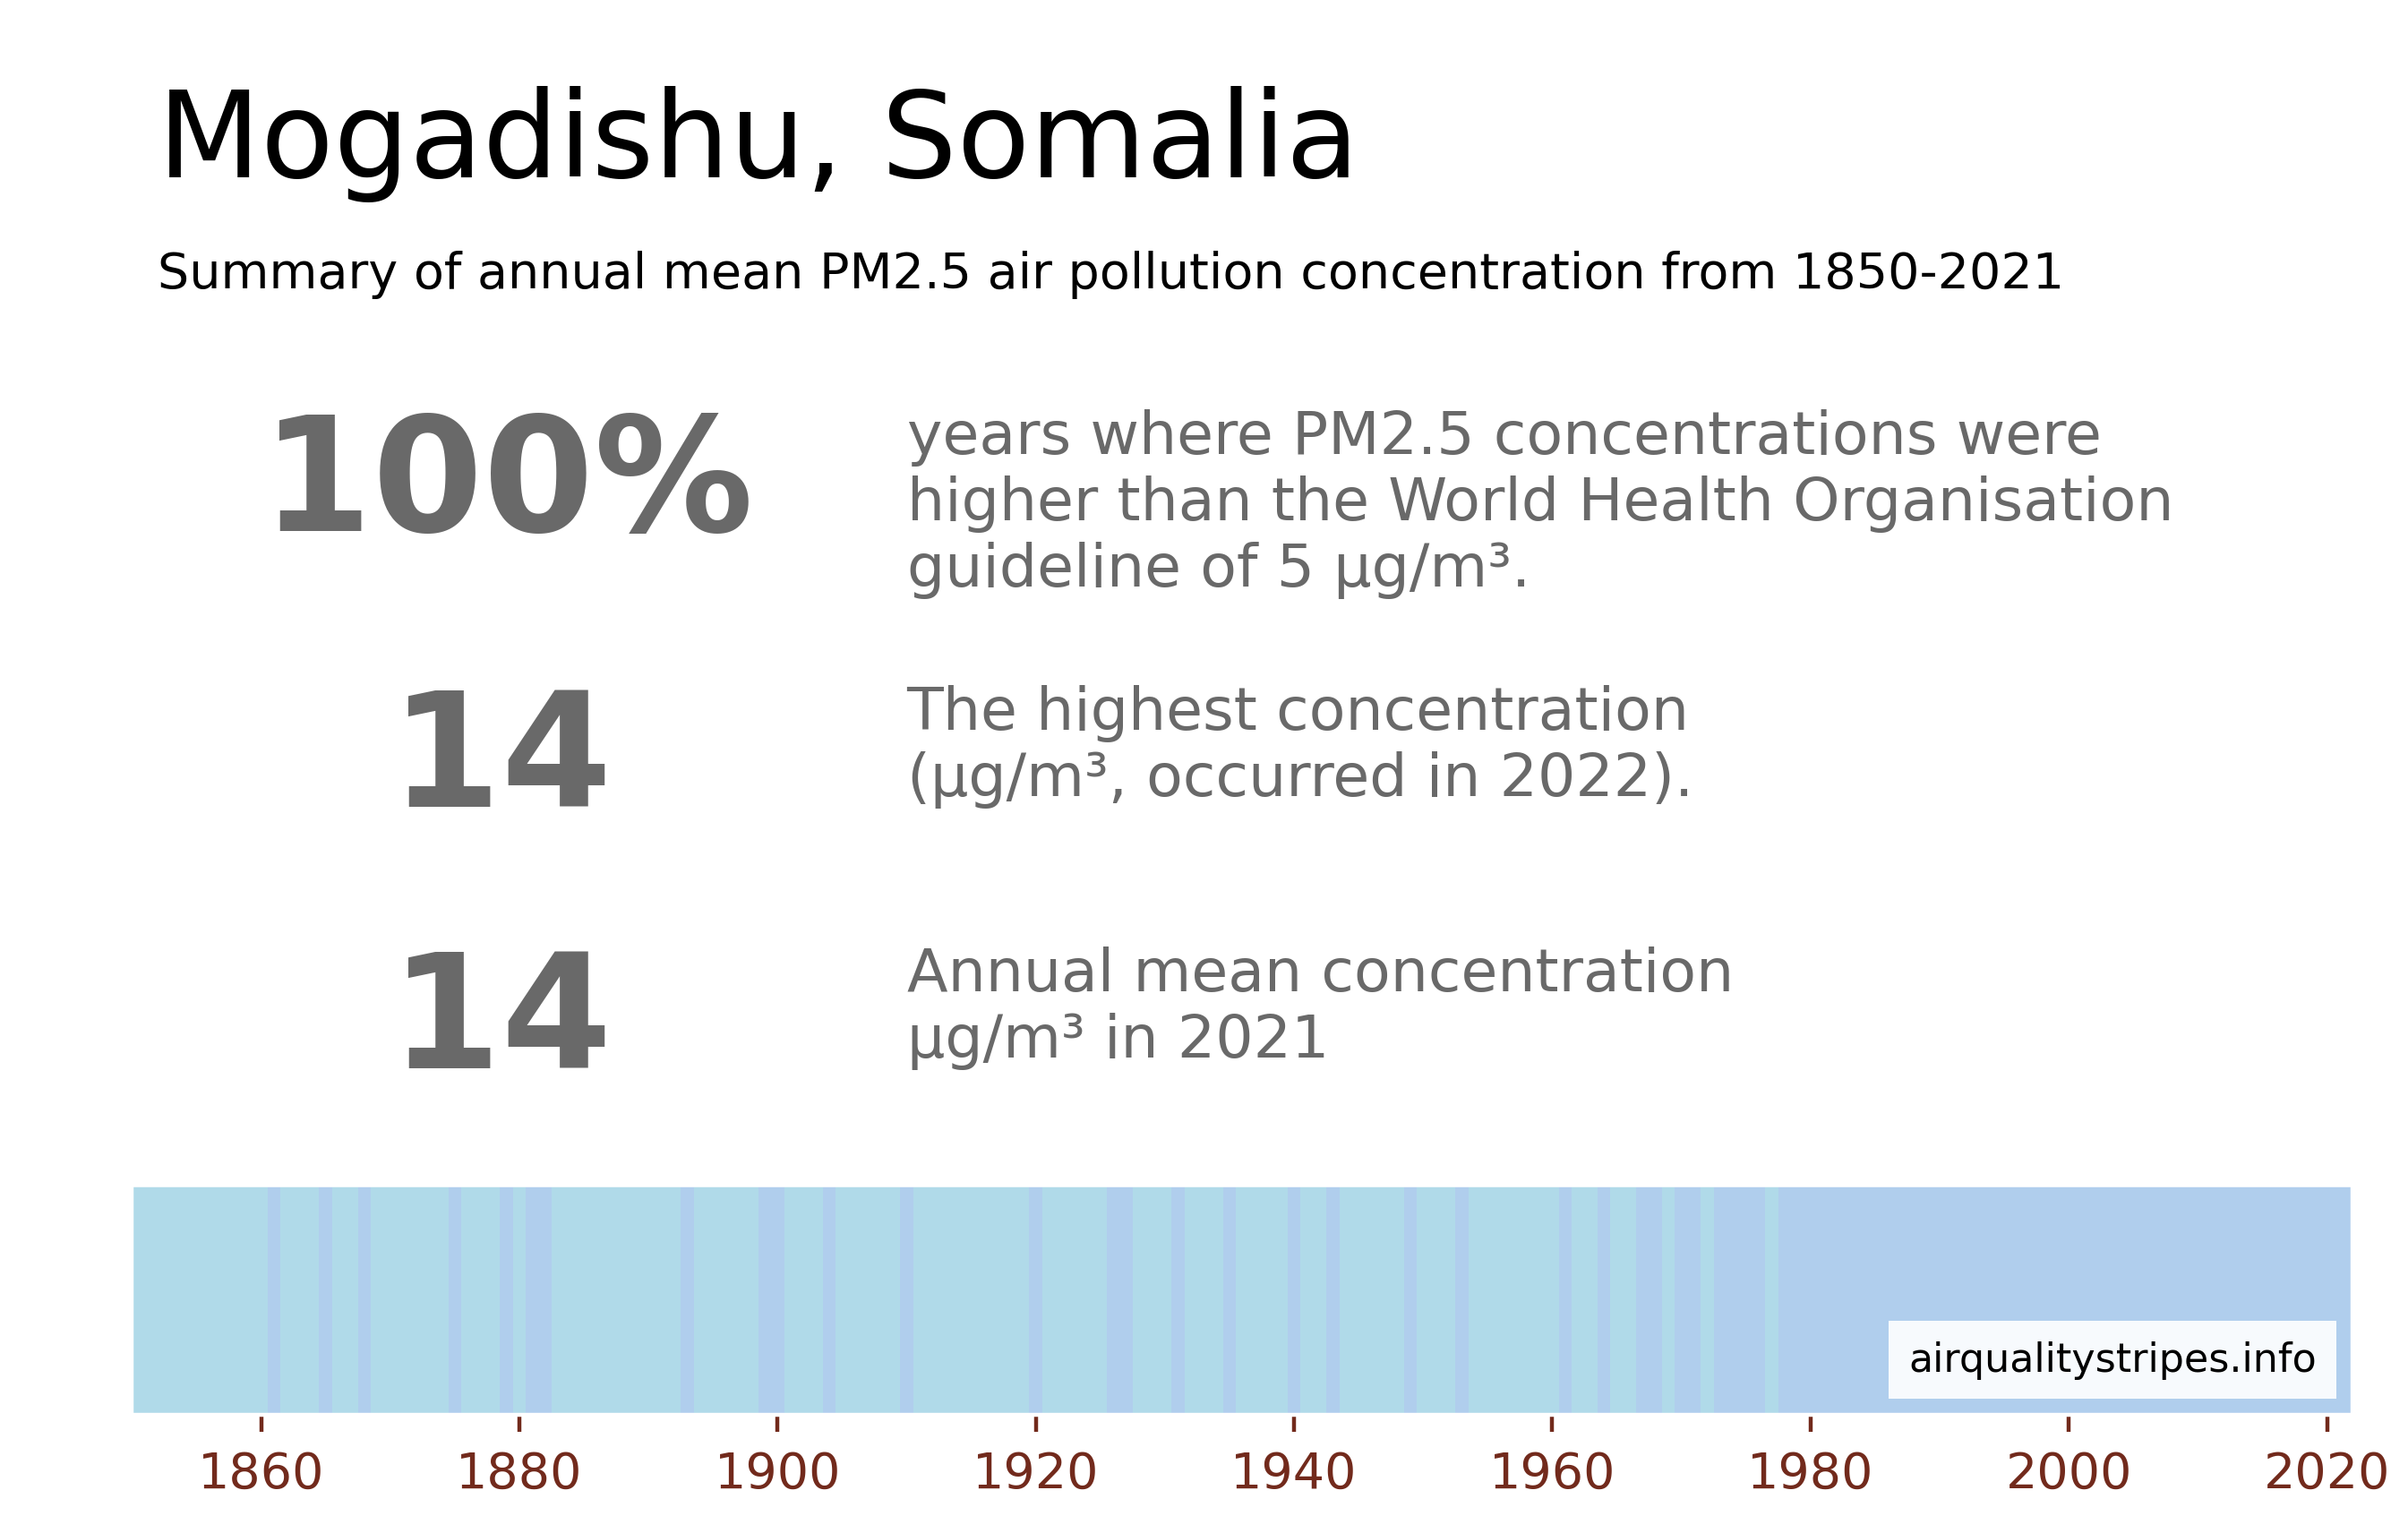 Mogadishu, Somalia
Summary of annual mean PM2.5 air pollution concentration from 1850-2021
100%
years where PM2.5 concentrations were
higher than the World Health Organisation
guideline of 5 µg/m³.
14
The highest concentration
(µg/m³, occurred in 2022).
14
Annual mean concentration
µg/m³ in 2021
airqualitystripes.info
1860 1880 1900 1920 1940 1960 1980 2000 2020